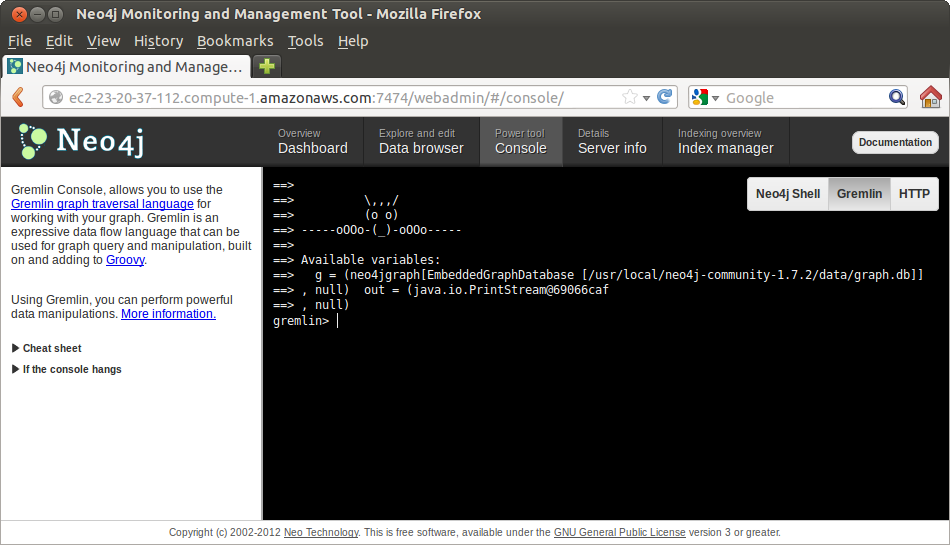 Neo4j Monitoring and Management Tool - Mozilla Firefox
File Edit View History Bookmarks Tools Help
Neo4j Monitoring and Manage...
ec2-23-20-37-112.compute-1.amazonaws.com:7474/webadmin/#/console/
Google
Neo4j
Overview
Dashboard
Explore and edit
Data browser
Power tool
Console
Details
Server info
Indexing overview
Index manager
Documentation
Gremlin Console, allows you to use the
Gremlin graph traversal language for
working with your graph. Gremlin is an
expressive data flow language that can be
used for graph query and manipulation, built
on and adding to Groovy.
Using Gremlin, you can perform powerful
data manipulations. More information.
Cheat sheet
If the console hangs
Neo4j Shell Gremlin HTTP
==>
==>          \,,,/
==>          (o o)
==> -----oOOo-(_)-oOOo-----
==>
==> Available variables:
==>   g = (neo4jgraph[EmbeddedGraphDatabase [/usr/local/neo4j-community-1.7.2/data/graph.db]]
==> , null)  out = (java.io.PrintStream@69066caf
==> , null)
gremlin>
Copyright (c) 2002-2012 Neo Technology. This is free software, available under the GNU General Public License version 3 or greater.